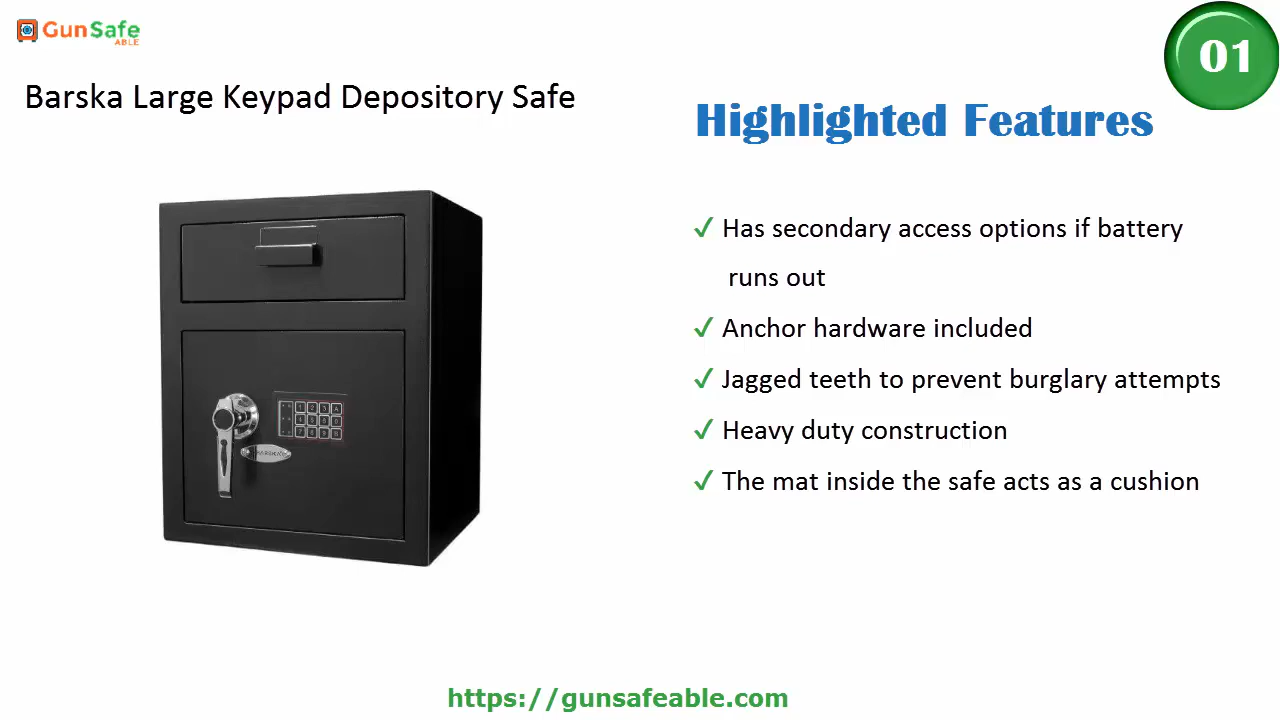 GunSafe
ABLE
01
Barska Large Keypad Depository Safe
Highlighted Features
✓ Has secondary access options if battery
runs out
✓ Anchor hardware included
✓ Jagged teeth to prevent burglary attempts
✓ Heavy duty construction
✓ The mat inside the safe acts as a cushion
https://gunsafeable.com